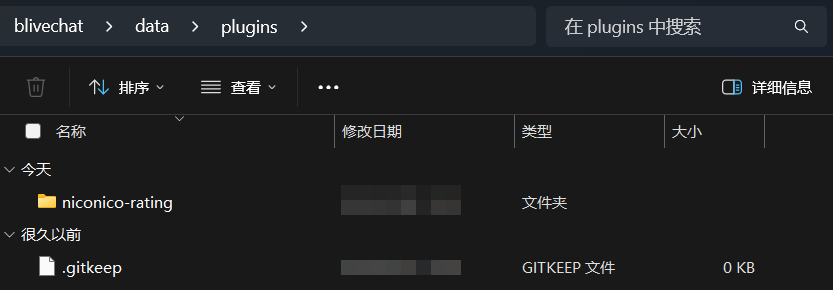 blivechat > data > plugins >
在 plugins 中搜索
排序 查看 ••• 详细信息
名称 修改日期 类型 大小
今天
niconico-rating 文件夹
很久以前
.gitkeep GITKEEP 文件 0 KB